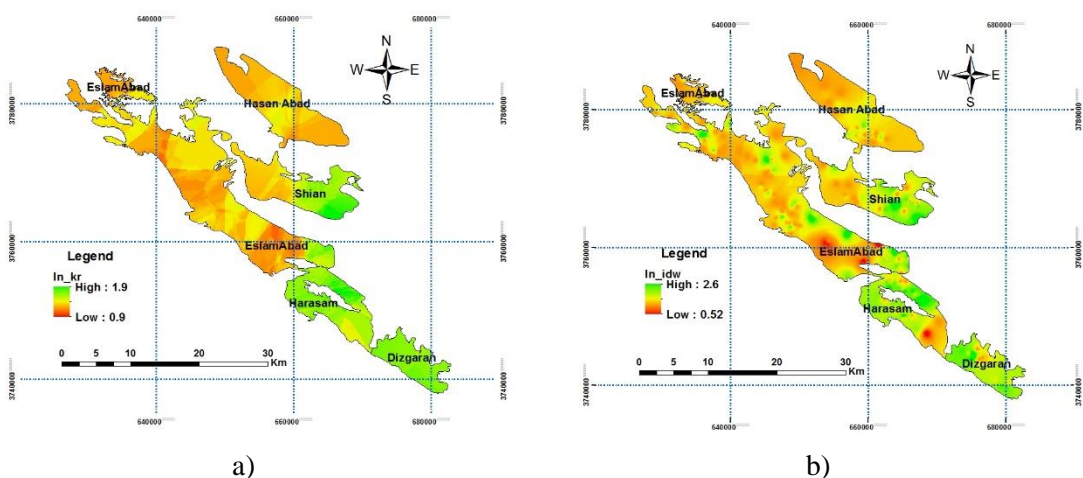 640000 660000 680000
N
W E
S
EslamAbad
Hasan Abad
3780000 3780000
Shian
3760000 3760000
EslamAbad
Legend
ln_kr
High : 1.9
Low : 0.9
Harasam
Dizgaran
0 5 10 20 30
Km
3740000 3740000
640000 660000 680000
a)
640000 660000 680000
N
W E
S
EslamAbad
Hasan Abad
3780000 3780000
Shian
3760000 3760000
EslamAbad
Legend
ln_idw
High : 2.6
Low : 0.52
Harasam
Dizgaran
0 5 10 20 30
Km
3740000 3740000
640000 660000 680000
b)